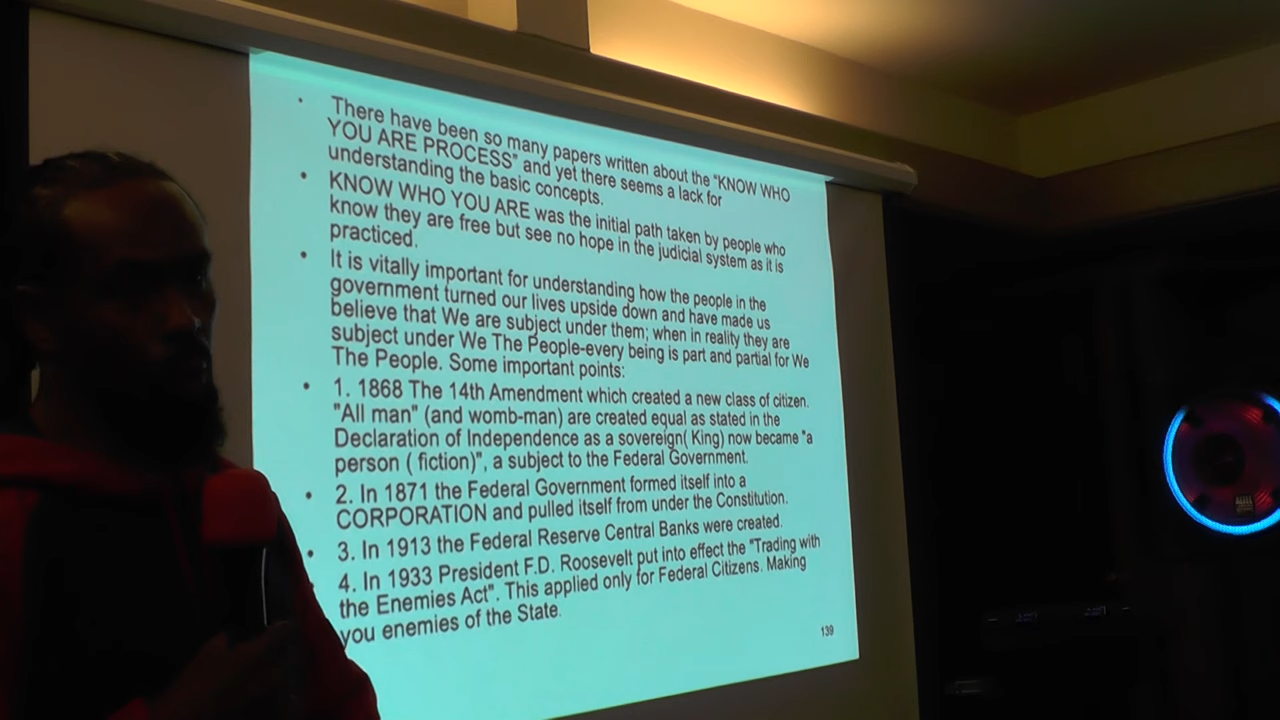 • There have been so many papers written about the "KNOW WHO
YOU ARE PROCESS" and yet there seems a lack for
understanding the basic concepts.
• KNOW WHO YOU ARE was the initial path taken by people who
know they are free but see no hope in the judicial system as it is
practiced.
• It is vitally important for understanding how the people in the
government turned our lives upside down and have made us
believe that We are subject under them; when in reality they are
subject under We The People-every being is part and partial for We
The People. Some important points:
• 1. 1868 The 14th Amendment which created a new class of citizen.
"All man" (and womb-man) are created equal as stated in the
Declaration of Independence as a sovereign( King) now became "a
person ( fiction)", a subject to the Federal Government.
• 2. In 1871 the Federal Government formed itself into a
CORPORATION and pulled itself from under the Constitution.
• 3. In 1913 the Federal Reserve Central Banks were created.
• 4. In 1933 President F.D. Roosevelt put into effect the "Trading with
the Enemies Act". This applied only for Federal Citizens. Making
you enemies of the State.
139